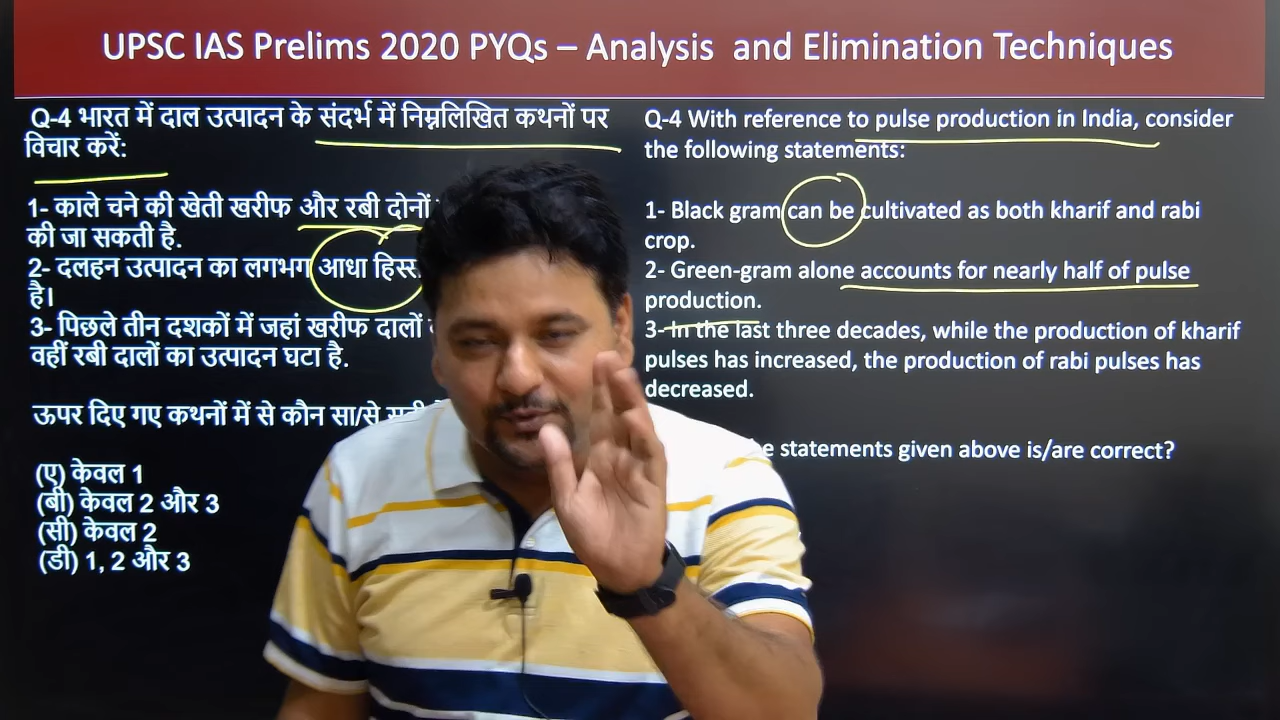 UPSC IAS Prelims 2020 PYQs – Analysis and Elimination Techniques
Q-4 भारत में दाल उत्पादन के संदर्भ में निम्नलिखित कथनों पर
विचार करें:
1- काले चने की खेती खरीफ और रबी दोनों
की जा सकती है.
2- दलहन उत्पादन का लगभग आधा
है।
3- पिछले तीन दशकों में जहां खरीफ दालों
वहीं रबी दालों का उत्पादन घटा है.
ऊपर दिए गए कथनों में से कौन सा/से
(ए) केवल 1
(बी) केवल 2 और 3
(सी) केवल 2
(डी) 1, 2 और 3
Q-4 With reference to pulse production in India, consider
the following statements:
1- Black gram can be cultivated as both kharif and rabi
crop.
2- Green-gram alone accounts for nearly half of pulse
production.
3- In the last three decades, while the production of kharif
pulses has increased, the production of rabi pulses has
decreased.
statements given above is/are correct?